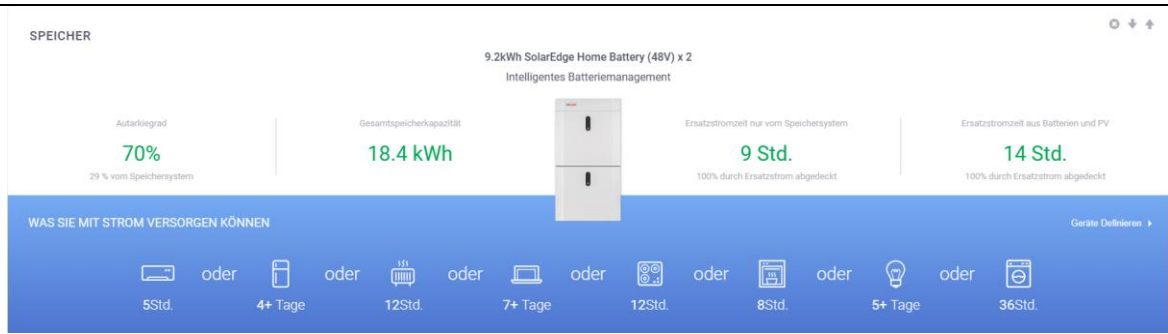 SPEICHER
9.2kWh SolarEdge Home Battery (48V) x 2
Intelligentes Batteriemanagement
Autarkiegrad
70%
29 % vom Speichersystem
Gesamtspeicherkapazität
18.4 kWh
Ersatzstromzeit nur vom Speichersystem
9 Std.
100% durch Ersatzstrom abgedeckt
Ersatzstromzeit aus Batterien und PV
14 Std.
100% durch Ersatzstrom abgedeckt
WAS SIE MIT STROM VERSORGEN KÖNNEN
Geräte Definieren
oder oder oder oder oder oder oder
5Std. 4+ Tage 12Std. 7+ Tage 12Std. 8Std. 5+ Tage 36Std.